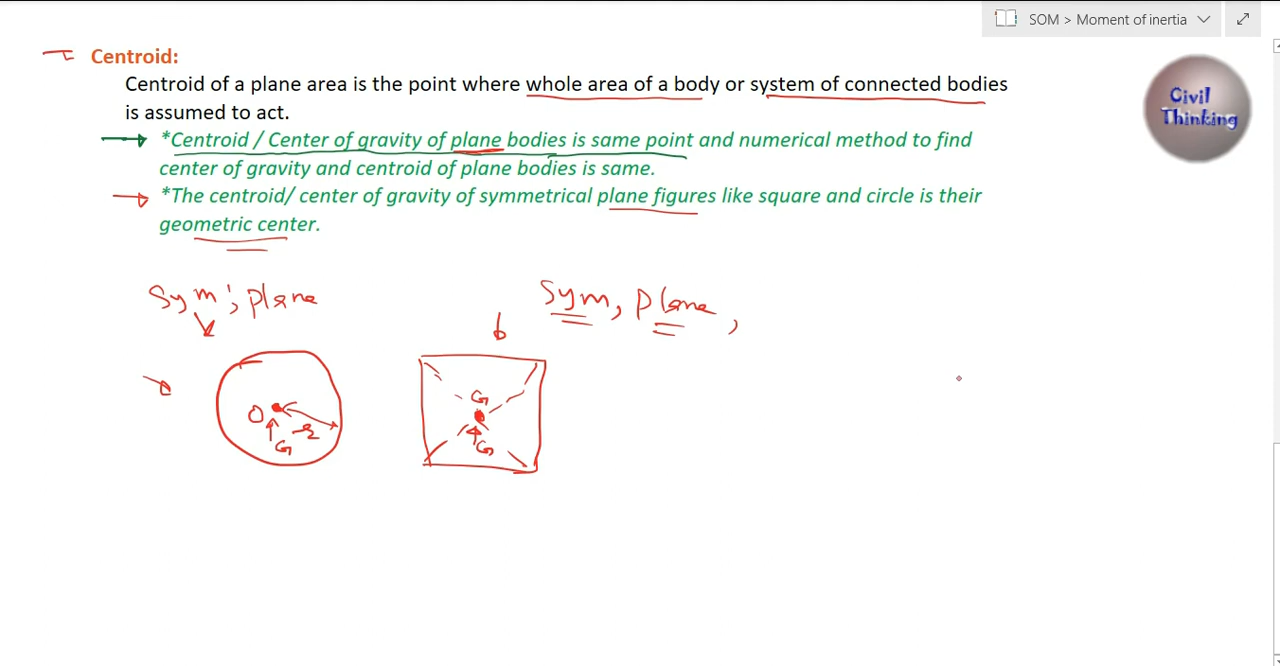 SOM > Moment of inertia
Centroid:
Centroid of a plane area is the point where whole area of a body or system of connected bodies
is assumed to act.
*Centroid / Center of gravity of plane bodies is same point and numerical method to find
center of gravity and centroid of plane bodies is same.
*The centroid/ center of gravity of symmetrical plane figures like square and circle is their
geometric center.
Civil
Thinking
Sym; plane
Sym, plane,
b
O
G
G
G